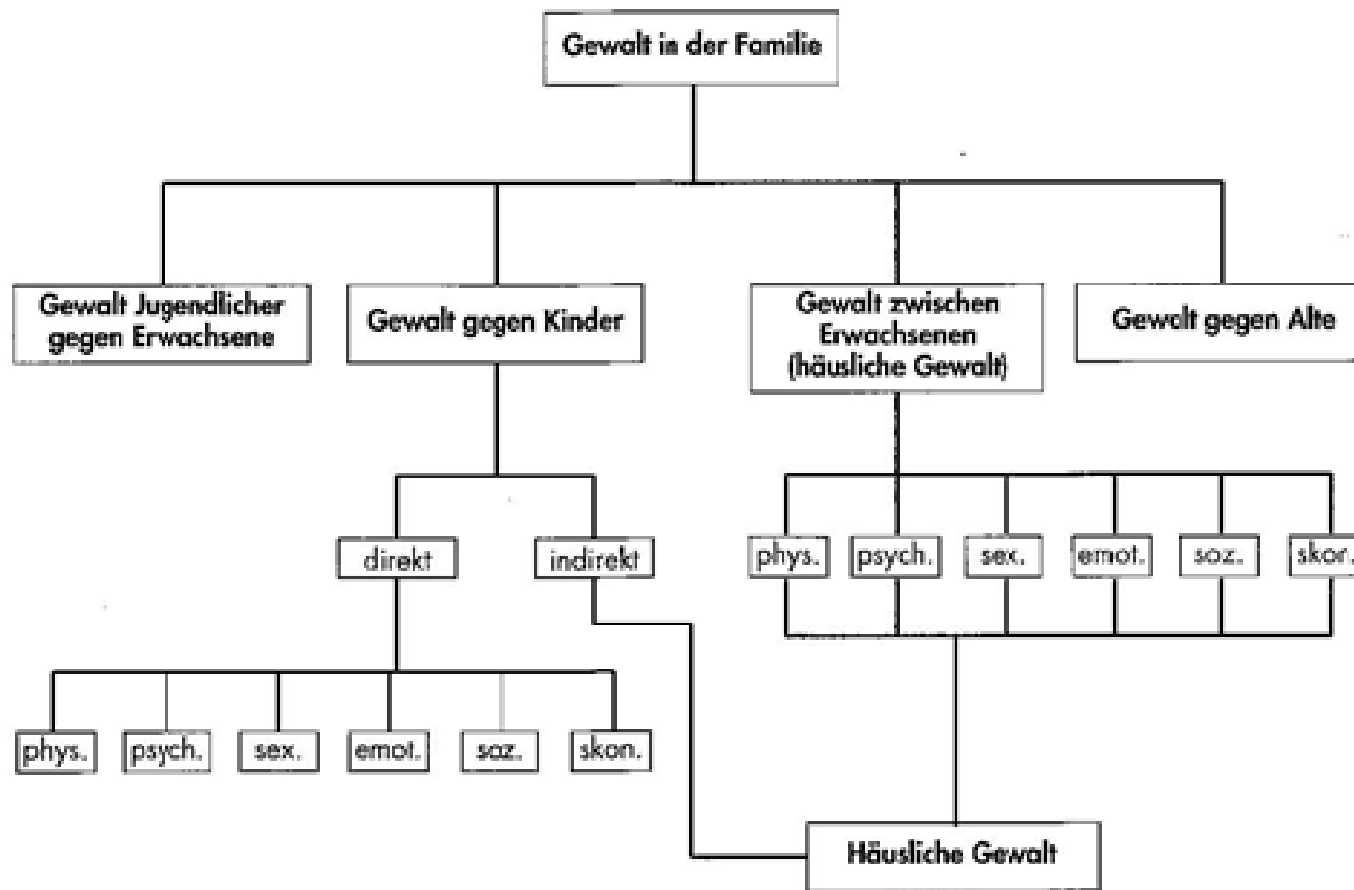 Gewalt in der Familie
Gewalt Jugendlicher
gegen Erwachsene
Gewalt gegen Kinder
Gewalt zwischen
Erwachsenen
(häusliche Gewalt)
Gewalt gegen Alte
direkt
indirekt
phys.
psych.
sex.
emot.
soz.
skon.
phys.
psych.
sex.
emot.
soz.
skon.
Häusliche Gewalt